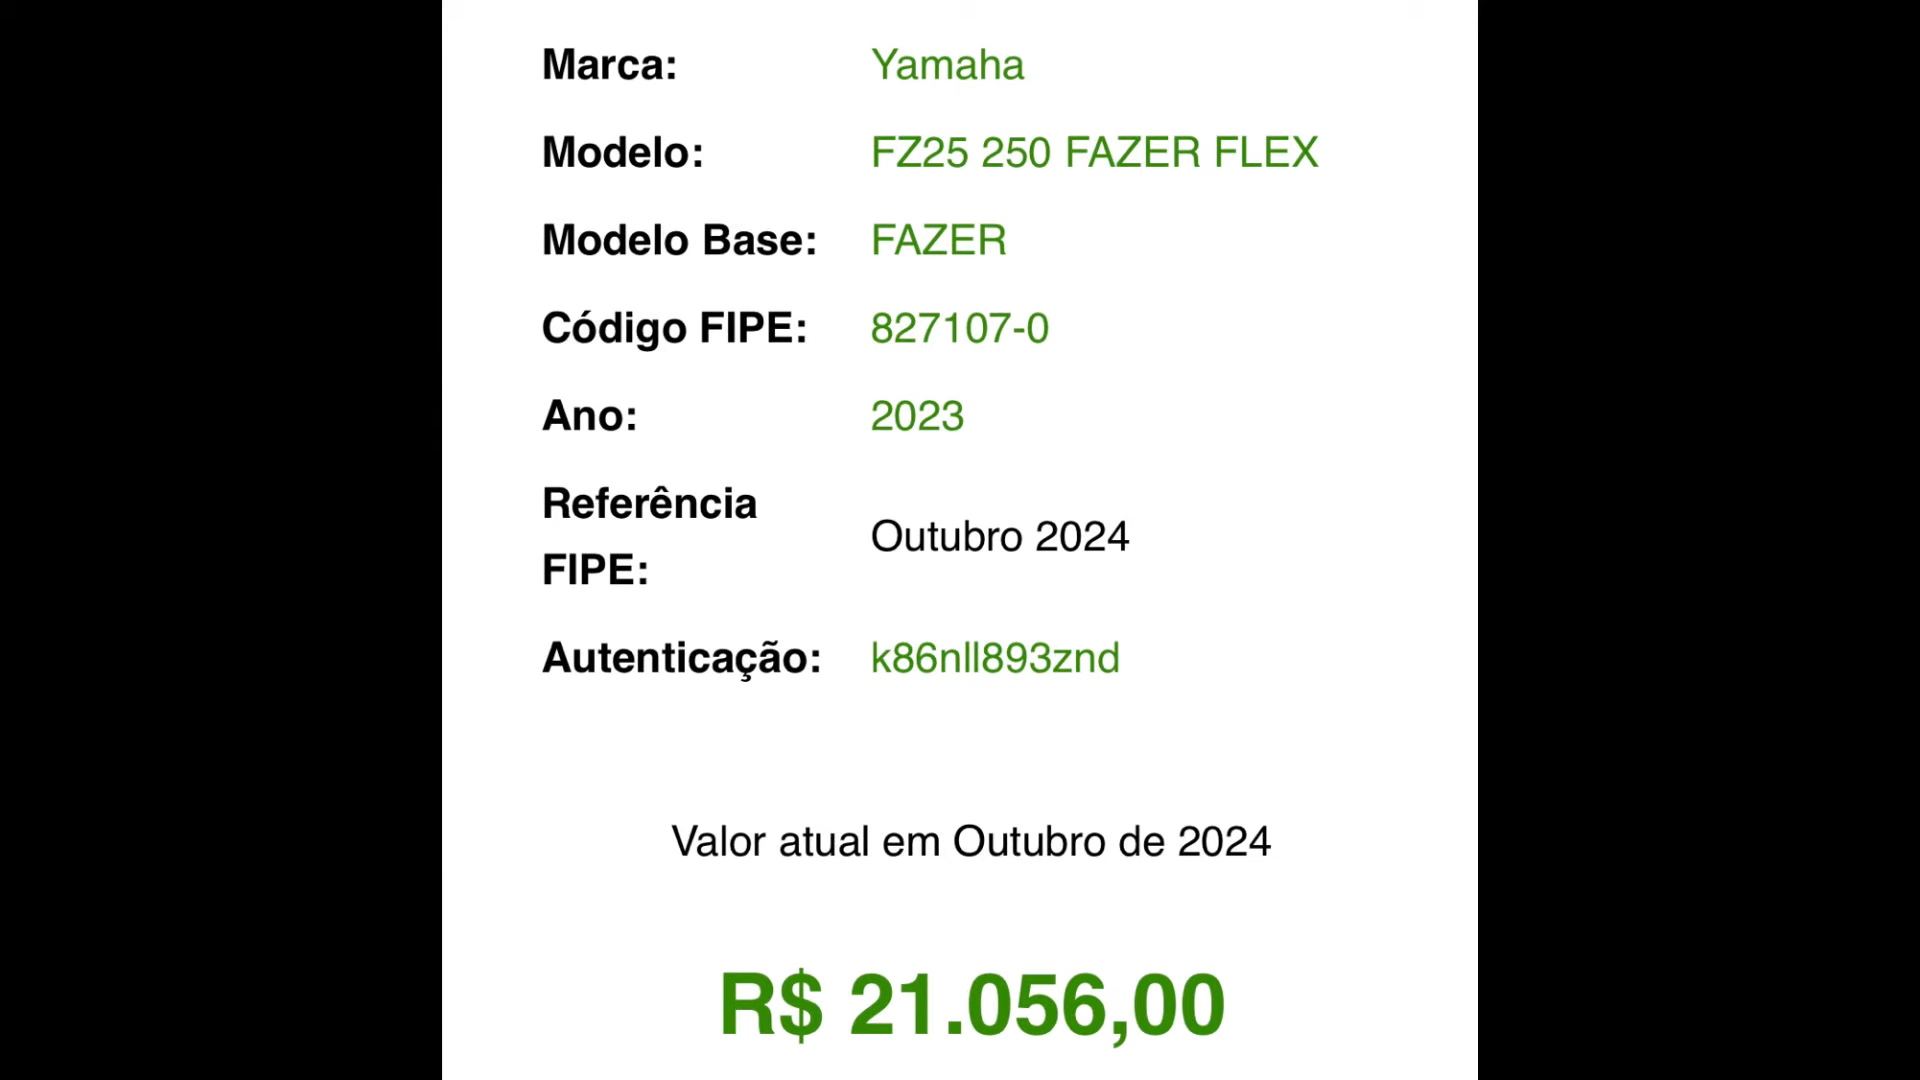 Marca: Yamaha
Modelo: FZ25 250 FAZER FLEX
Modelo Base: FAZER
Código FIPE: 827107-0
Ano: 2023
Referência
FIPE:
Outubro 2024
Autenticação: k86nll893znd
Valor atual em Outubro de 2024
R$ 21.056,00